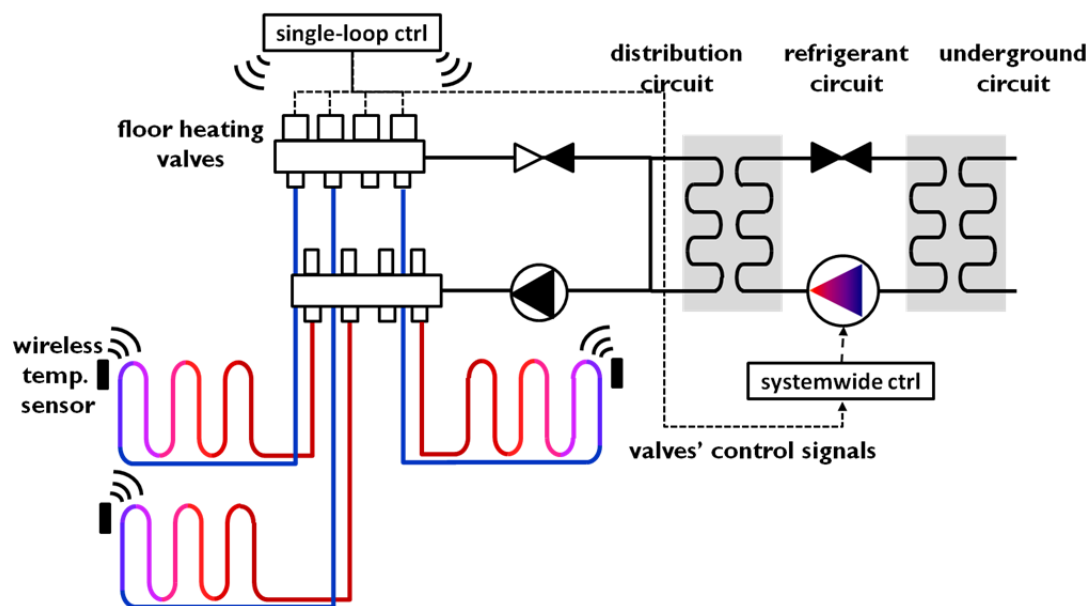 single-loop ctrl
distribution
circuit
refrigerant
circuit
underground
circuit
floor heating
valves
wireless
temp.
sensor
systemwide ctrl
valves’ control signals